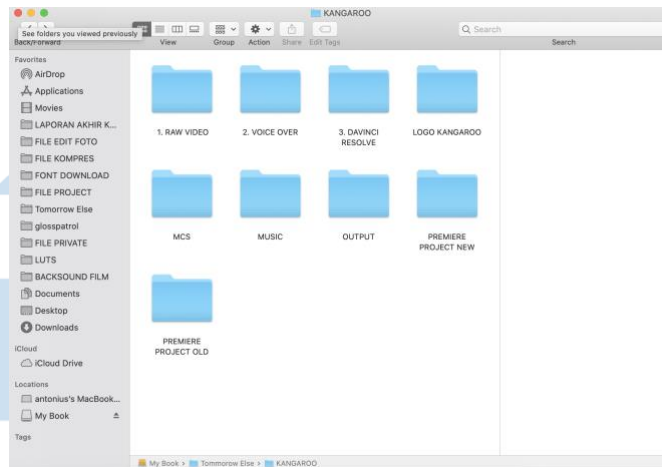 KANGAROO
See folders you viewed previously
Back/Forward
View
Group
Action
Share
Edit Tags
Search
Search
Favorites
AirDrop
Applications
Movies
LAPORAN AKHIR K...
FILE EDIT FOTO
FILE KOMPRES
FONT DOWNLOAD
FILE PROJECT
Tomorrow Else
glosspatrol
FILE PRIVATE
LUTS
BACKSOUND FILM
Documents
Desktop
Downloads
iCloud
iCloud Drive
Locations
antonius's MacBook...
My Book
Tags
1. RAW VIDEO
2. VOICE OVER
3. DAVINCI
RESOLVE
LOGO KANGAROO
MCS
MUSIC
OUTPUT
PREMIERE
PROJECT NEW
PREMIERE
PROJECT OLD
My Book > Tommorow Else > KANGAROO